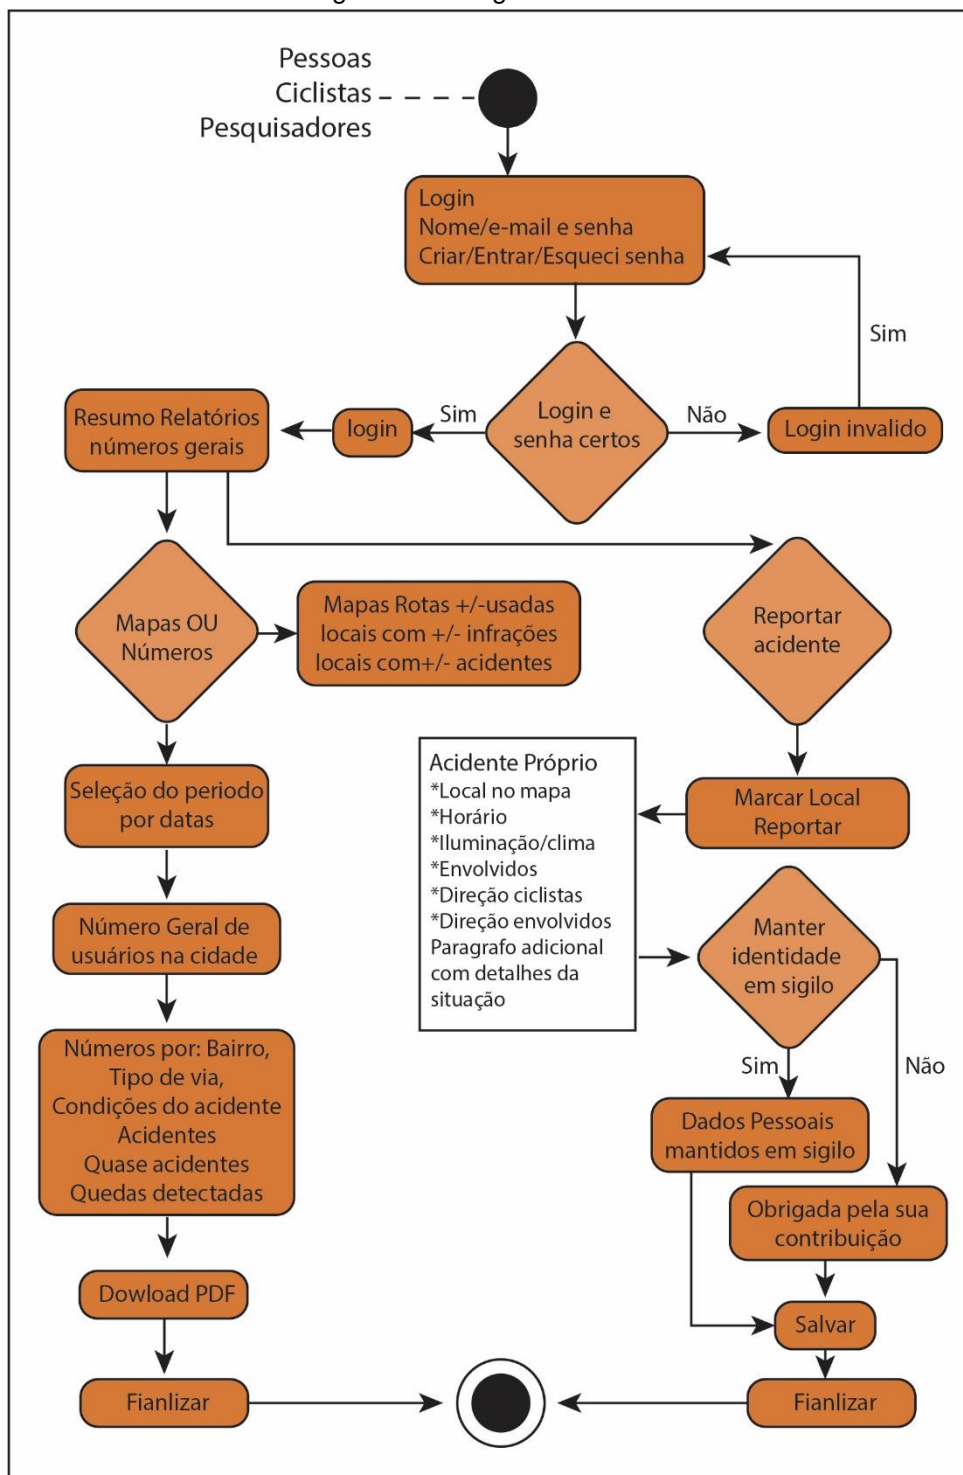 Pessoas
Ciclistas
Pesquisadores
Login
Nome/e-mail e senha
Criar/Entrar/Esqueci senha
Sim
Login e
senha certos
Sim
Não
login
Login invalido
Resumo Relatórios
números gerais
Mapas OU
Números
Mapas Rotas +/-usadas
locais com +/- infrações
locais com+/- acidentes
Reportar
acidente
Seleção do periodo
por datas
Marcar Local
Reportar
Acidente Próprio
*Local no mapa
*Horário
*Iluminação/clima
*Envolvidos
*Direção ciclistas
*Direção envolvidos
Paragrafo adicional
com detalhes da
situação
Manter
identidade
em sigilo
Número Geral de
usuários na cidade
Números por: Bairro,
Tipo de via,
Condições do acidente
Acidentes
Quase acidentes
Quedas detectadas
Sim
Não
Dados Pessoais
mantidos em sigilo
Obrigada pela sua
contribuição
Dowload PDF
Salvar
Fianlizar
Fianlizar